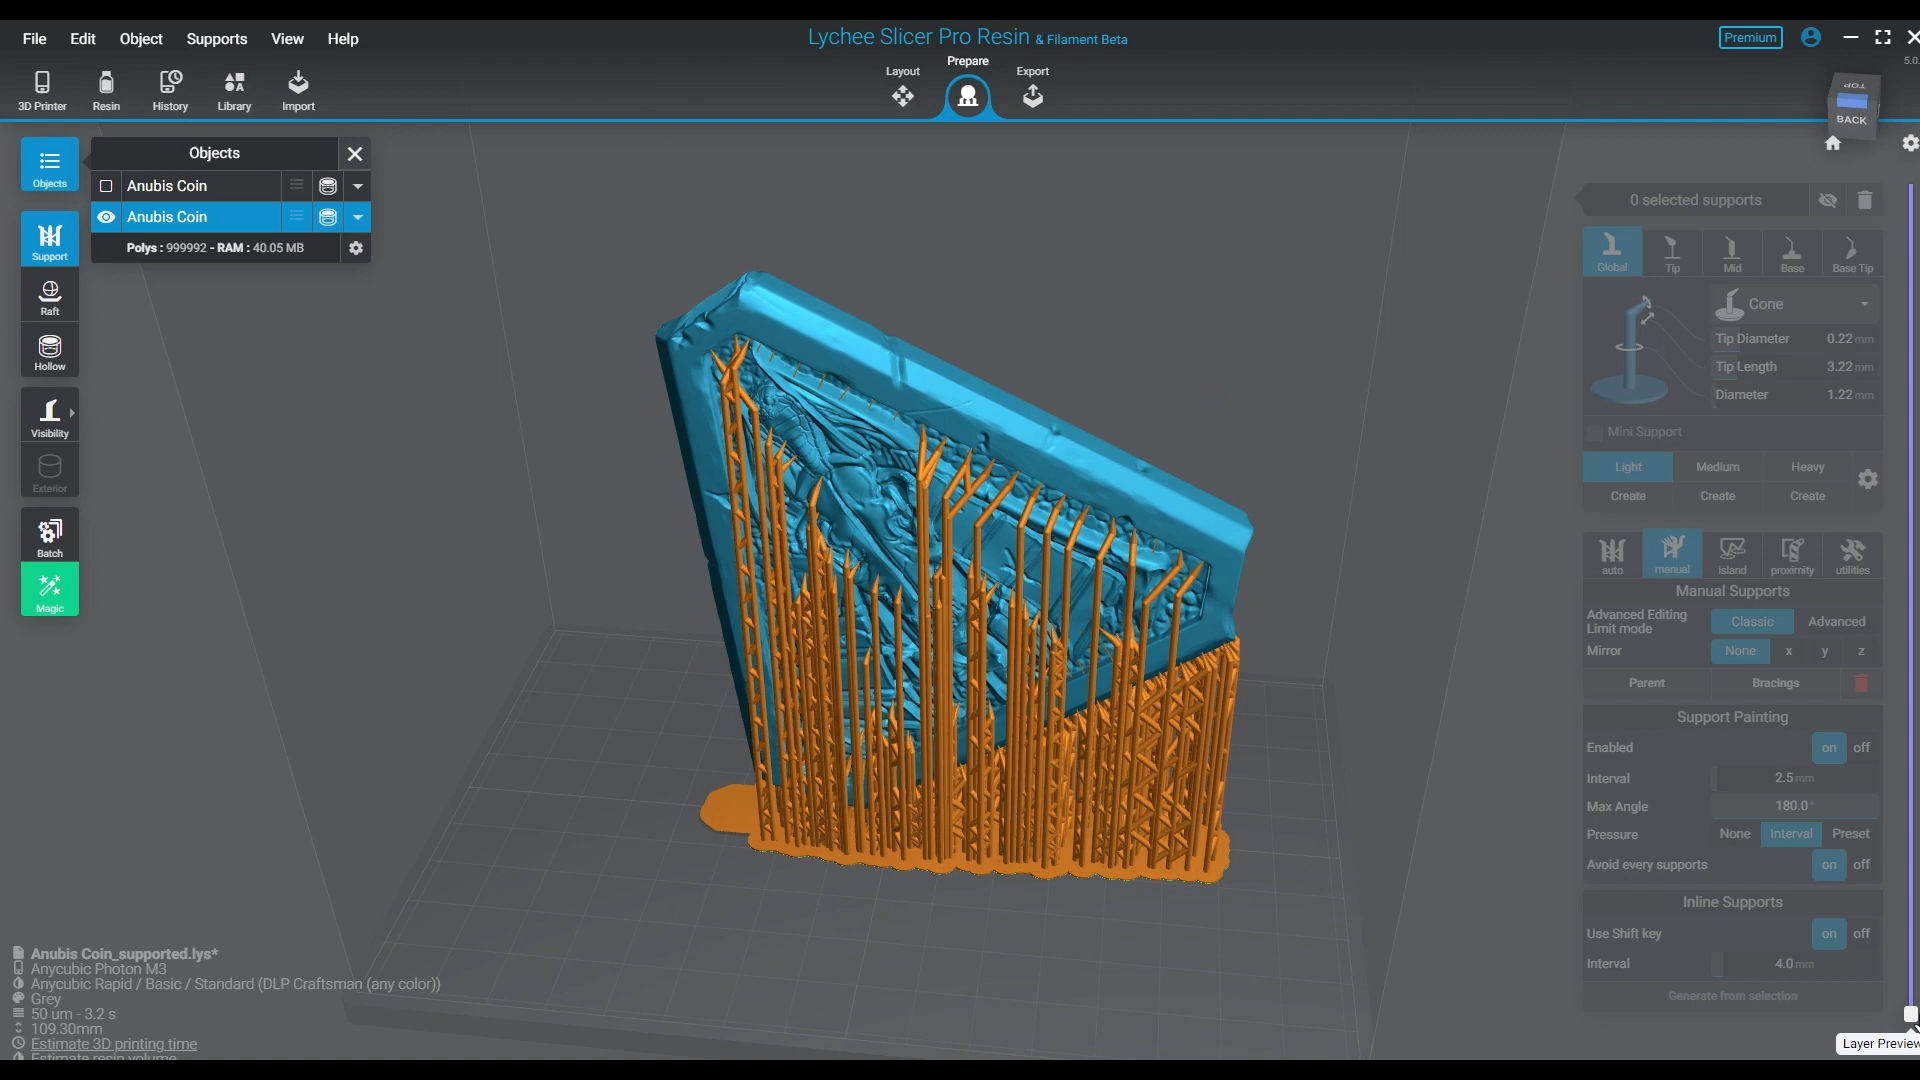 File Edit Object Supports View Help
Lychee Slicer Pro Resin & Filament Beta
Premium
5.0.
3D Printer Resin History Library Import
Layout Prepare Export
TOP
BACK
Objects
Objects
Anubis Coin
Anubis Coin
Polys : 999992 - RAM : 40.05 MB
Support
Raft
Hollow
Visibility
Exterior
Batch
Magic
0 selected supports
Global Tip Mid Base Base Tip
Cone
Tip Diameter 0.22 mm
Tip Length 3.22 mm
Diameter 1.22 mm
Mini Support
Light Medium Heavy
Create Create Create
auto manual island proximity utilities
Manual Supports
Advanced Editing
Limit mode Classic Advanced
Mirror None x y z
Parent Bracings
Support Painting
Enabled on off
Interval 2.5 mm
Max Angle 180.0 °
Pressure None Interval Preset
Avoid every supports on off
Inline Supports
Use Shift key on off
Interval 4.0 mm
Generate from selection
Layer Preview
Anubis Coin_supported.lys*
Anycubic Photon M3
Anycubic Rapid / Basic / Standard (DLP Craftsman (any color))
Grey
50 um - 3.2 s
109.30mm
Estimate 3D printing time
Estimate resin volume